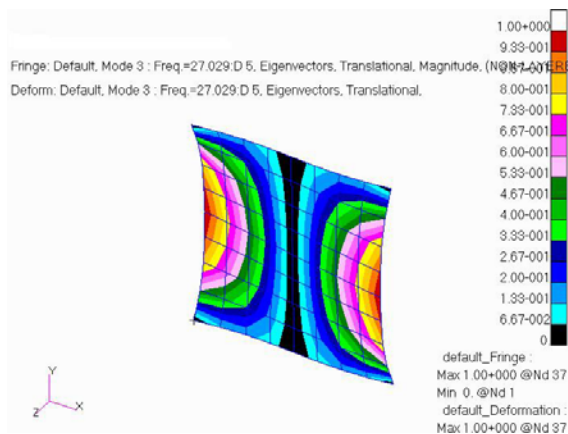 1.00+000
9.33-001
Fringe: Default, Mode 3 : Freq.=27.029:D 5, Eigenvectors, Translational, Magnitude, (NON-LAYERE
8.67-001
Deform: Default, Mode 3 : Freq.=27.029:D 5, Eigenvectors, Translational,
8.00-001
7.33-001
6.67-001
6.00-001
5.33-001
4.67-001
4.00-001
3.33-001
2.67-001
2.00-001
1.33-001
6.67-002
0
default_Fringe :
Max 1.00+000 @Nd 37
Min 0. @Nd 1
default_Deformation :
Max 1.00+000 @Nd 37
Y
Z X